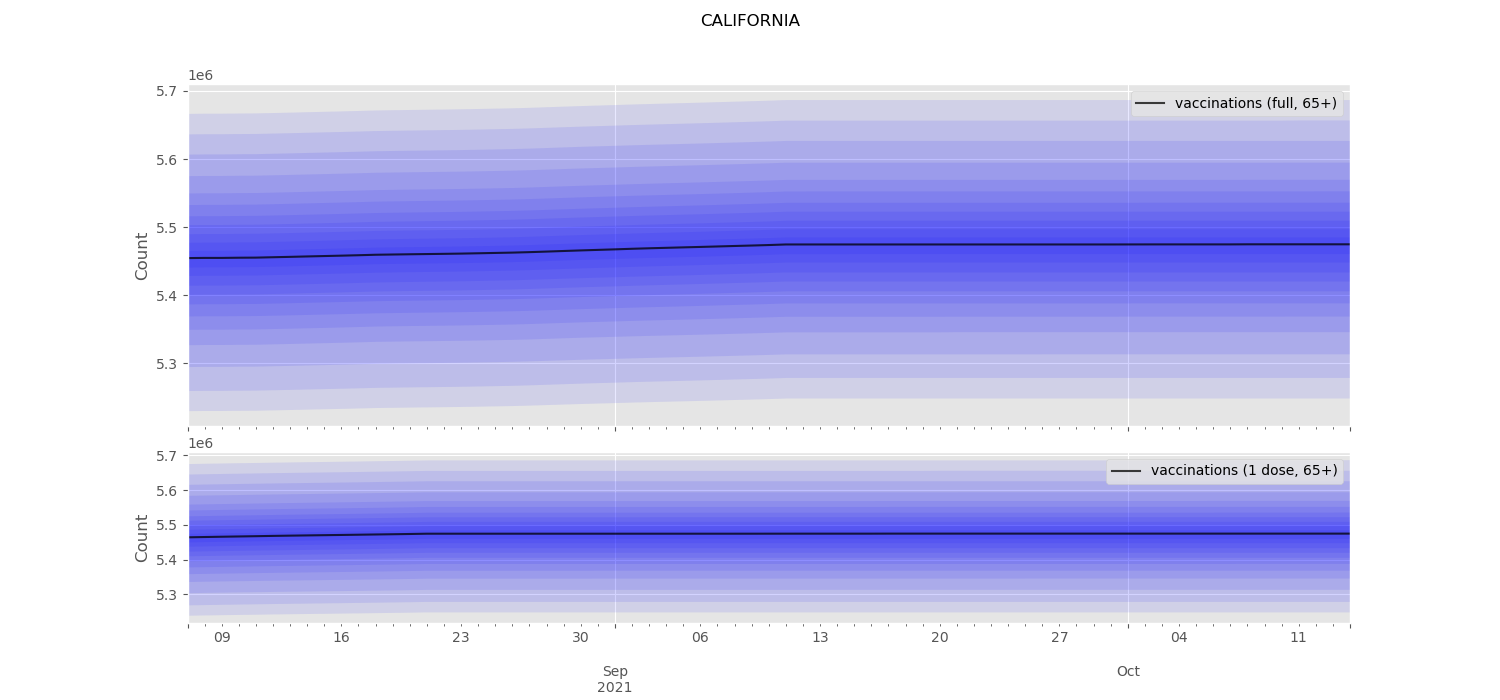 CALIFORNIA
1e6
5.7
5.6
5.5
5.4
5.3
Count
vaccinations (full, 65+)
1e6
5.7
5.6
5.5
5.4
5.3
Count
vaccinations (1 dose, 65+)
09 16 23 30 06 13 20 27 04 11
Sep Oct
2021